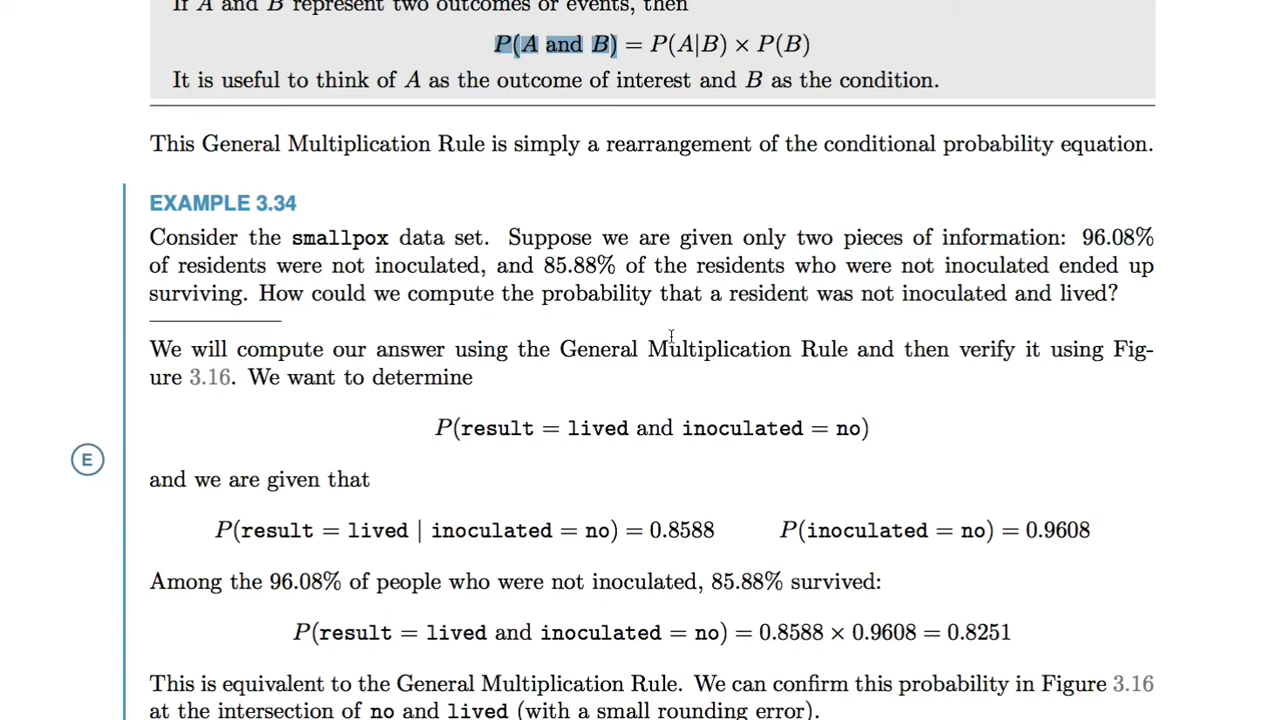 If A and B represent two outcomes or events, then
P(A and B) = P(A|B) × P(B)
It is useful to think of A as the outcome of interest and B as the condition.
This General Multiplication Rule is simply a rearrangement of the conditional probability equation.
EXAMPLE 3.34
Consider the smallpox data set. Suppose we are given only two pieces of information: 96.08%
of residents were not inoculated, and 85.88% of the residents who were not inoculated ended up
surviving. How could we compute the probability that a resident was not inoculated and lived?
We will compute our answer using the General Multiplication Rule and then verify it using Fig-
ure 3.16. We want to determine
P(result = lived and inoculated = no)
E
and we are given that
P(result = lived | inoculated = no) = 0.8588 P(inoculated = no) = 0.9608
Among the 96.08% of people who were not inoculated, 85.88% survived:
P(result = lived and inoculated = no) = 0.8588 × 0.9608 = 0.8251
This is equivalent to the General Multiplication Rule. We can confirm this probability in Figure 3.16
at the intersection of no and lived (with a small rounding error).